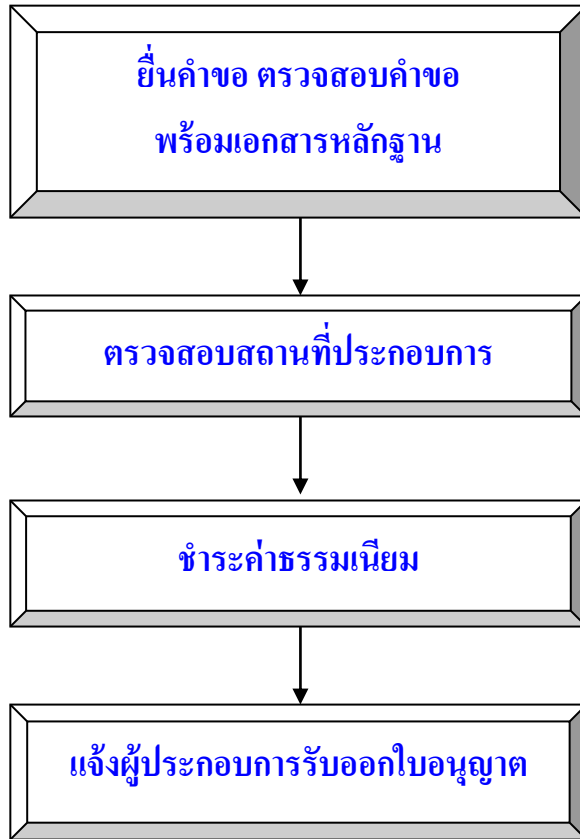 ยื่นคำขอ ตรวจสอบคำขอ
พร้อมเอกสารหลักฐาน
ตรวจสอบสถานที่ประกอบการ
ชำระค่าธรรมเนียม
แจ้งผู้ประกอบการรับออกใบอนุญาต